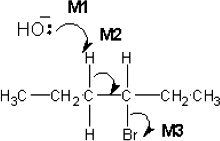 M1
HO:⁻ M2
H H
H₃C—CH₂—C—C—CH₂CH₃
H Br M3